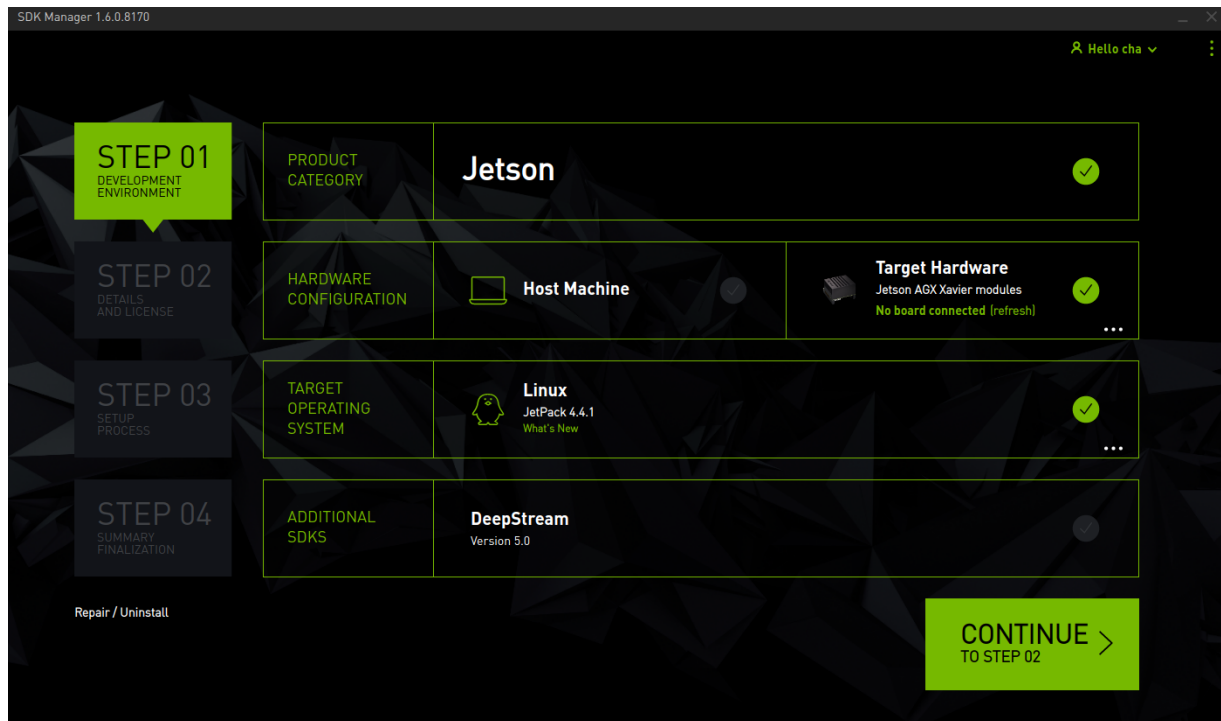 SDK Manager 1.6.0.8170
Hello cha
STEP 01
DEVELOPMENT
ENVIRONMENT
PRODUCT
CATEGORY
Jetson
STEP 02
DETAILS
AND LICENSE
HARDWARE
CONFIGURATION
Host Machine
Target Hardware
Jetson AGX Xavier modules
No board connected (refresh)
STEP 03
SETUP
PROCESS
TARGET
OPERATING
SYSTEM
Linux
JetPack 4.4.1
What's New
STEP 04
SUMMARY
FINALIZATION
ADDITIONAL
SDKS
DeepStream
Version 5.0
Repair / Uninstall
CONTINUE
TO STEP 02